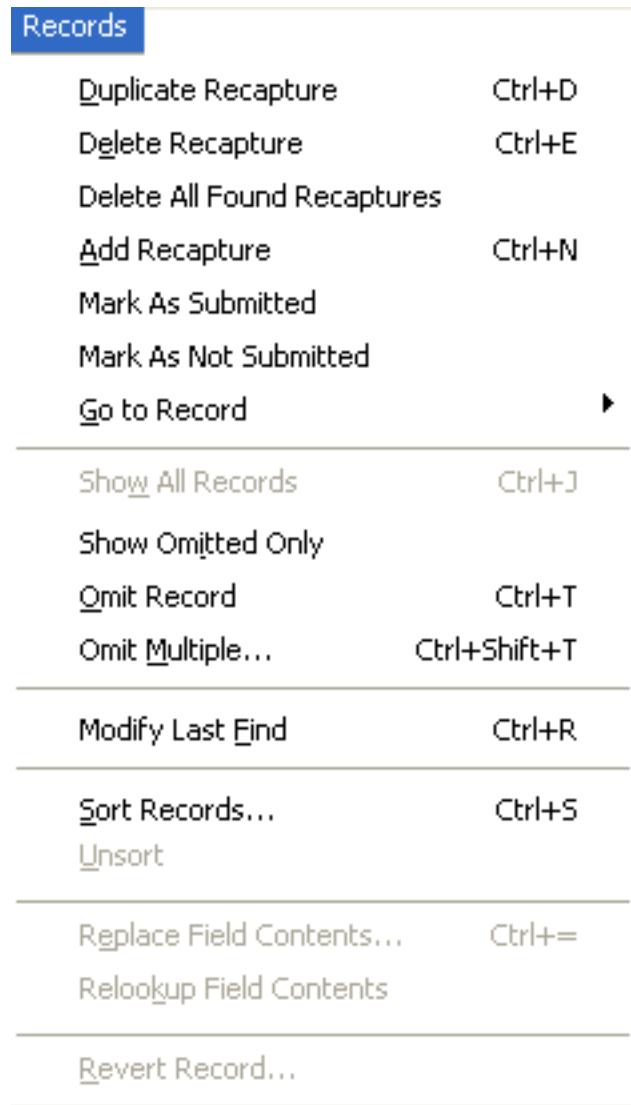 Records
Duplicate Recapture Ctrl+D
Delete Recapture Ctrl+E
Delete All Found Recaptures
Add Recapture Ctrl+N
Mark As Submitted
Mark As Not Submitted
Go to Record
Show All Records Ctrl+J
Show Omitted Only
Omit Record Ctrl+T
Omit Multiple... Ctrl+Shift+T
Modify Last Find Ctrl+R
Sort Records... Ctrl+S
Unsort
Replace Field Contents... Ctrl+=
Relookup Field Contents
Revert Record...